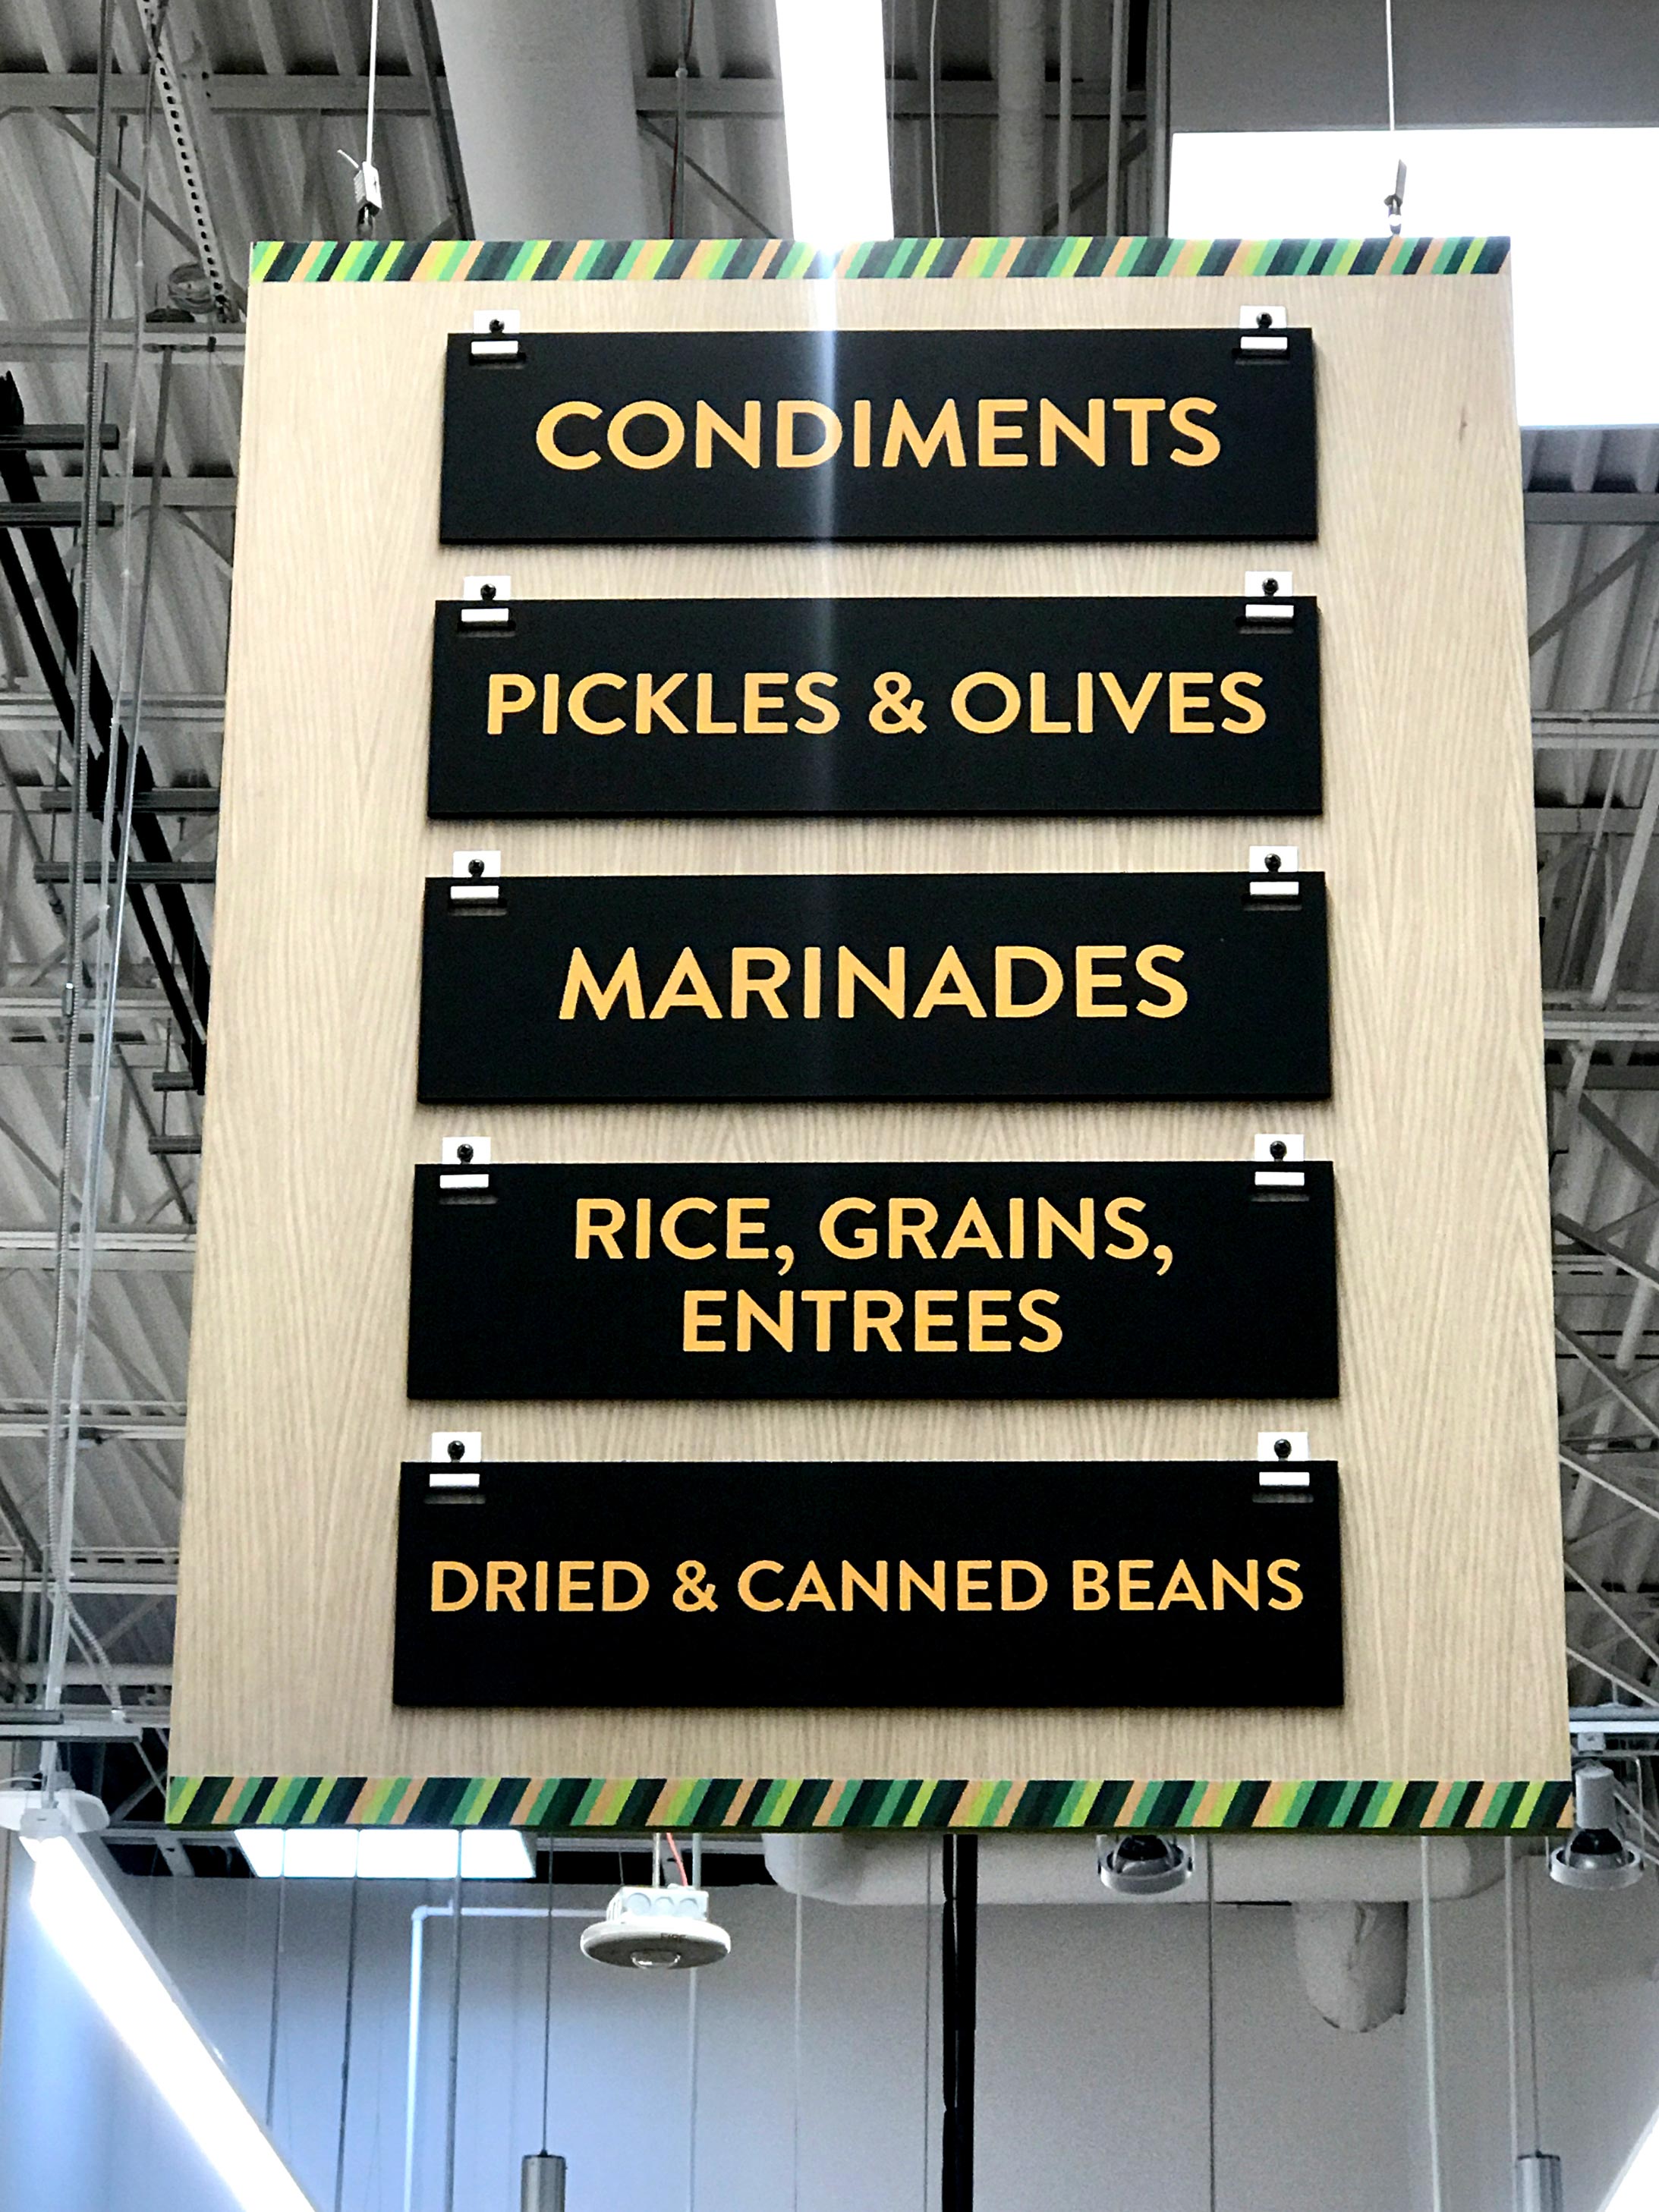 CONDIMENTS
PICKLES & OLIVES
MARINADES
RICE, GRAINS,
ENTREES
DRIED & CANNED BEANS